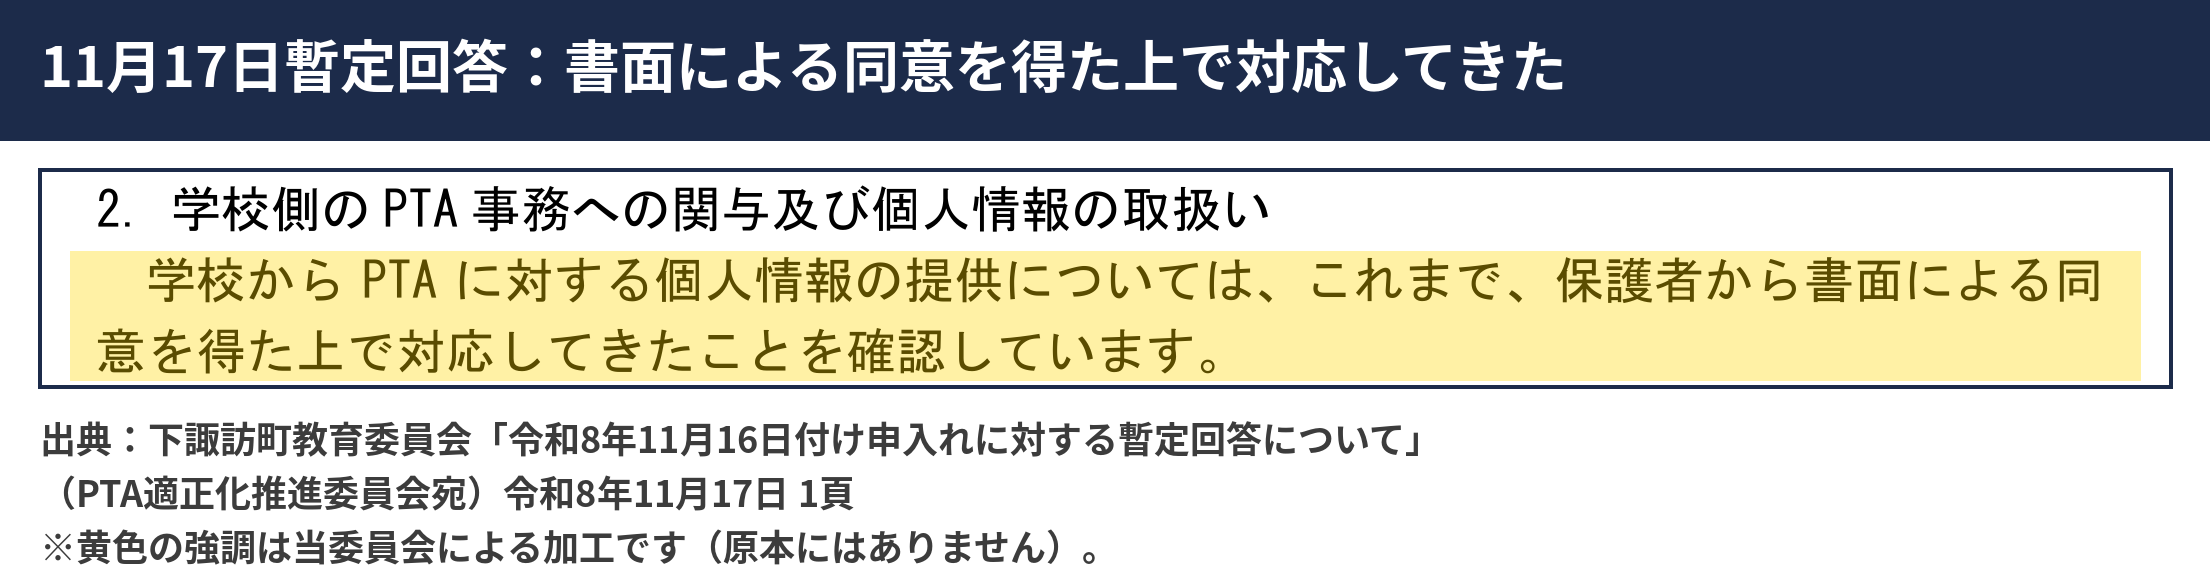 11月17日暫定回答：書面による同意を得た上で対応してきた
2. 学校側のPTA事務への関与及び個人情報の取扱い
学校からPTAに対する個人情報の提供については、これまで、保護者から書面による同
意を得た上で対応してきたことを確認しています。
出典：下諏訪町教育委員会「令和8年11月16日付け申入れに対する暫定回答について」
（PTA適正化推進委員会宛）令和8年11月17日 1頁
※黄色の強調は当委員会による加工です（原本にはありません）。